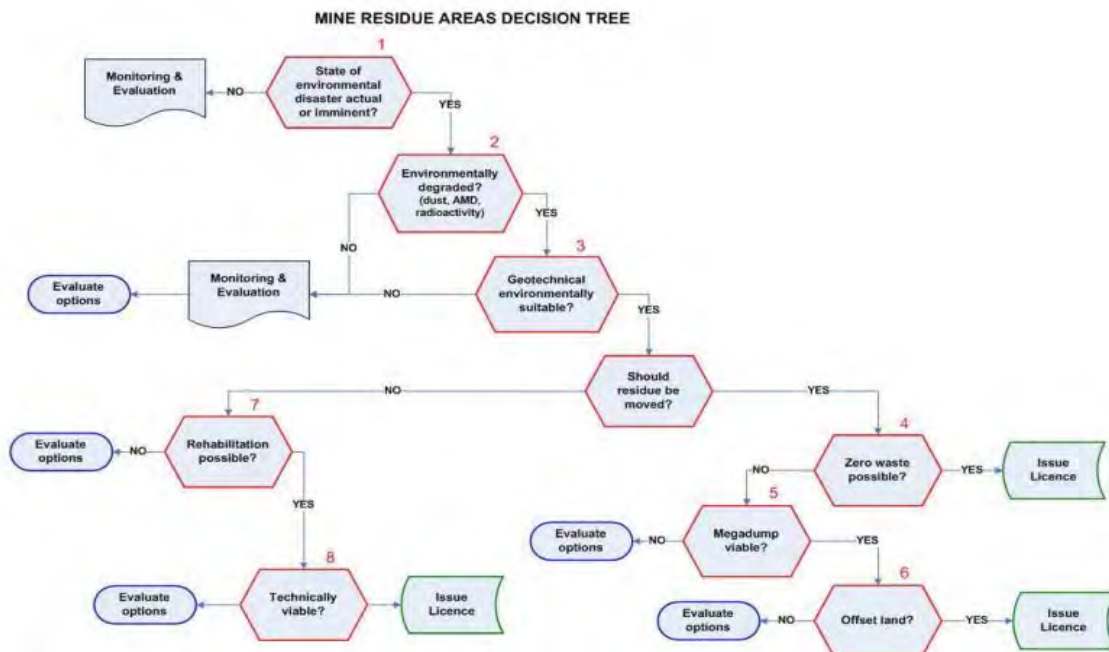 MINE RESIDUE AREAS DECISION TREE
1
Monitoring &
Evaluation
NO
State of
environmental
disaster actual
or imminent?
YES
2
Environmentally
degraded?
(dust, AMD,
radioactivity)
YES
NO
3
Evaluate
options
Monitoring &
Evaluation
NO
Geotechnical
environmentally
suitable?
YES
Should
residue be
moved?
NO
YES
7
Evaluate
options
NO
Rehabilitation
possible?
YES
4
Zero waste
possible?
NO
YES
Issue
Licence
5
Evaluate
options
NO
Megadump
viable?
YES
8
Evaluate
options
Technically
viable?
Issue
Licence
6
Evaluate
options
NO
Offset land?
YES
Issue
Licence